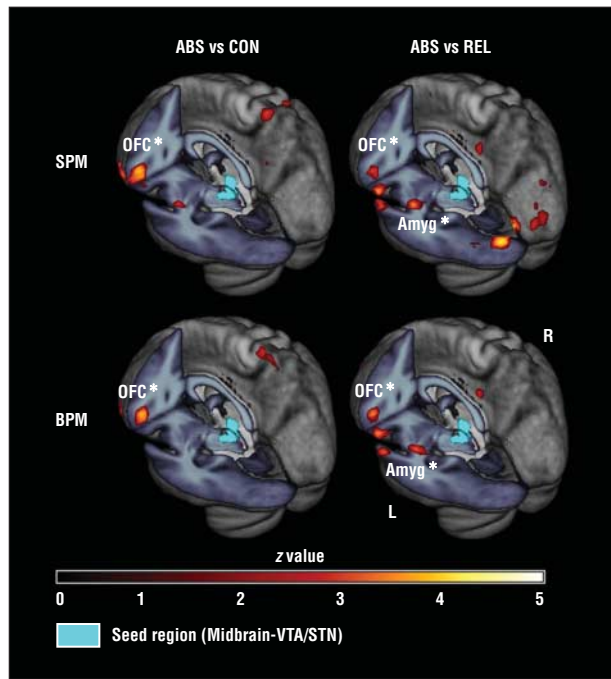 ABS vs CON ABS vs REL
OFC* OFC*
SPM
Amyg*
R
OFC* OFC*
BPM
Amyg*
L
z value
0 1 2 3 4 5
Seed region (Midbrain-VTA/STN)